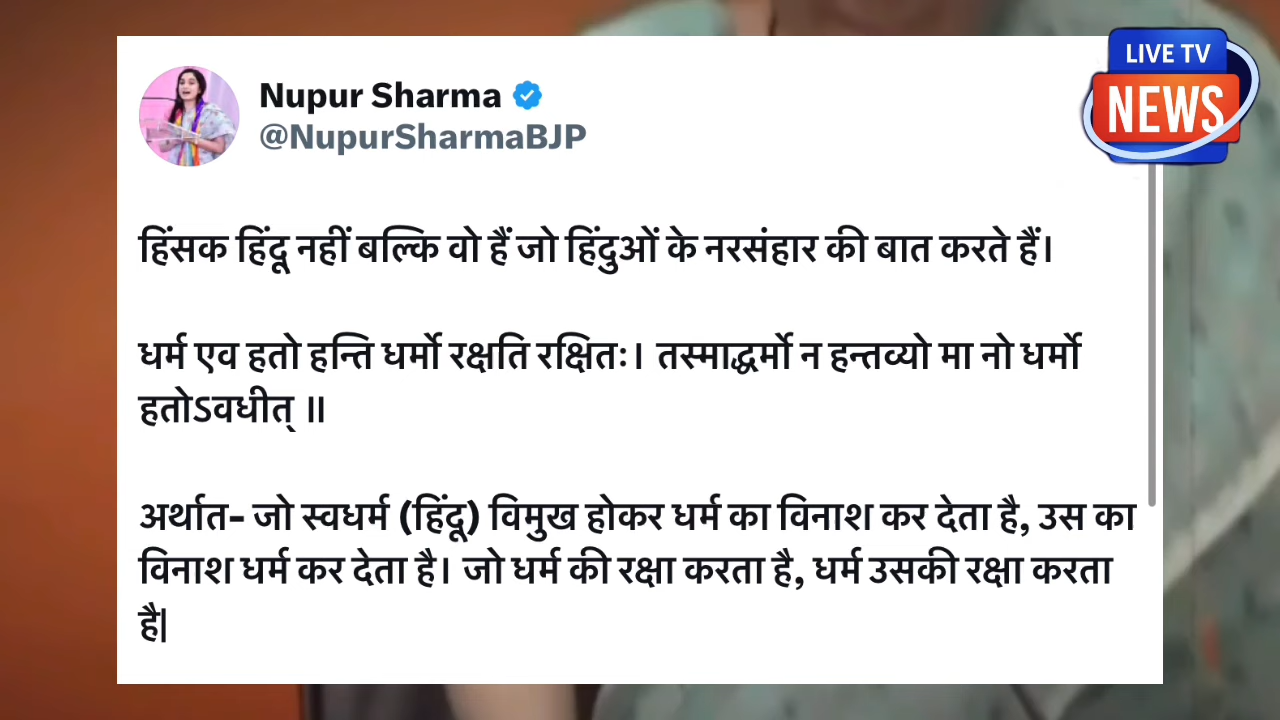 LIVE TV
NEWS
Nupur Sharma
@NupurSharmaBJP
हिंसक हिंदू नहीं बल्कि वो हैं जो हिंदुओं के नरसंहार की बात करते हैं।
धर्म एव हतो हन्ति धर्मो रक्षति रक्षितः। तस्माद्धर्मो न हन्तव्यो मा नो धर्मो
हतोऽवधीत् ॥
अर्थात- जो स्वधर्म (हिंदू) विमुख होकर धर्म का विनाश कर देता है, उस का
विनाश धर्म कर देता है। जो धर्म की रक्षा करता है, धर्म उसकी रक्षा करता
है|